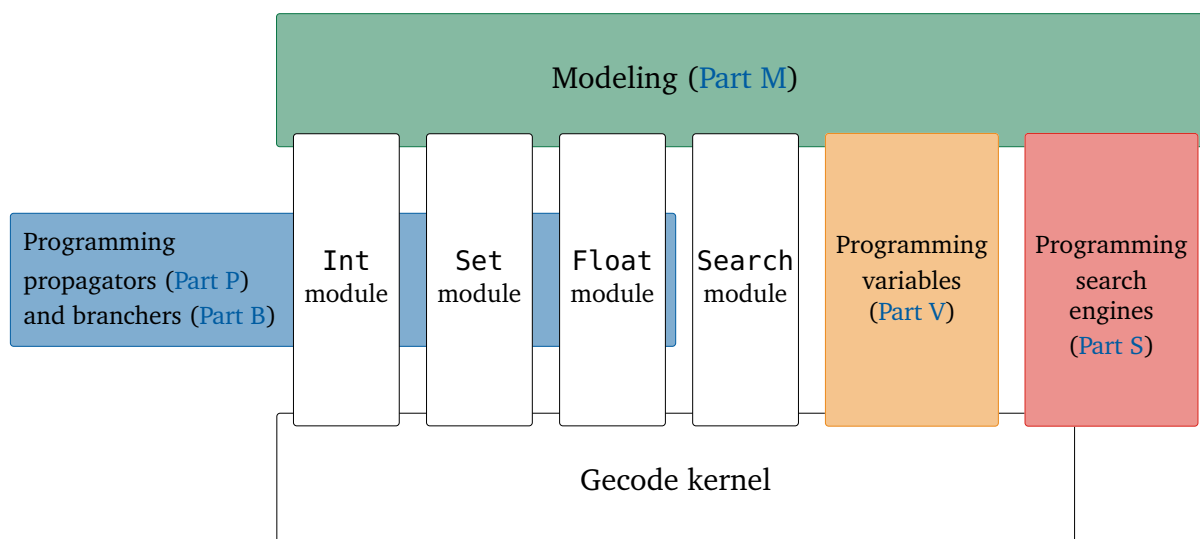 Modeling (Part M)
Programming
propagators (Part P)
and branchers (Part B)
Int
module
Set
module
Float
module
Search
module
Programming
variables
(Part V)
Programming
search
engines
(Part S)
Gecode kernel